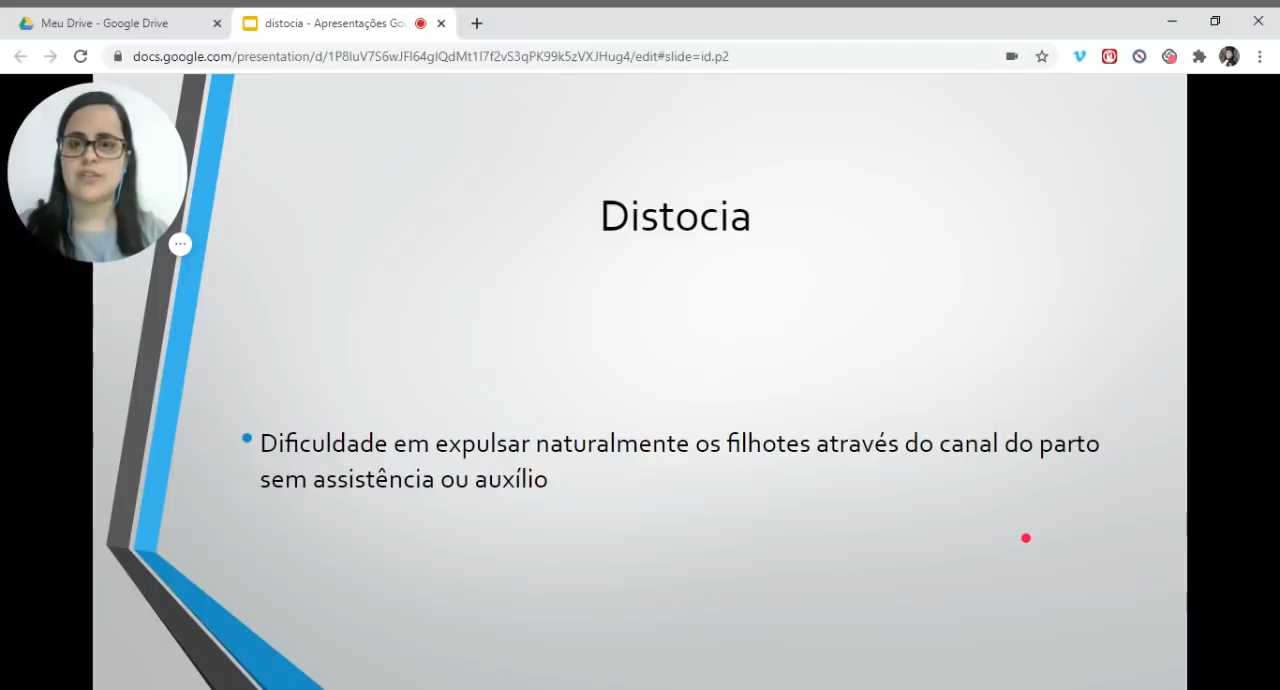 Meu Drive - Google Drive
distocia - Apresentações Go
docs.google.com/presentation/d/1P8luV7S6wJFl64glQdMt1l7f2vS3qPK99k5zVXJHug4/edit#slide=id.p2
Distocia
Dificuldade em expulsar naturalmente os filhotes através do canal do parto
sem assistência ou auxílio